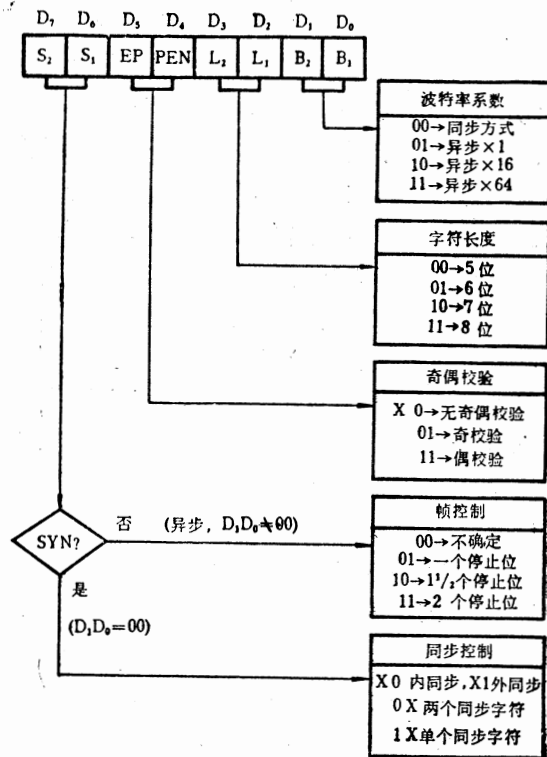 D₇ D₆ D₅ D₄ D₃ D₂ D₁ D₀
S₂ S₁ EP PEN L₂ L₁ B₂ B₁
波特率系数
00→同步方式
01→异步×1
10→异步×16
11→异步×64
字符长度
00→5 位
01→6 位
10→7 位
11→8 位
奇偶校验
X 0→无奇偶校验
01→奇校验
11→偶校验
SYN?
否 (异步，D₁D₀≠00)
帧控制
00→不确定
01→一个停止位
10→1¹/₂个停止位
11→2 个停止位
是
(D₁D₀=00)
同步控制
X0 内同步,X1外同步
0X 两个同步字符
1X单个同步字符